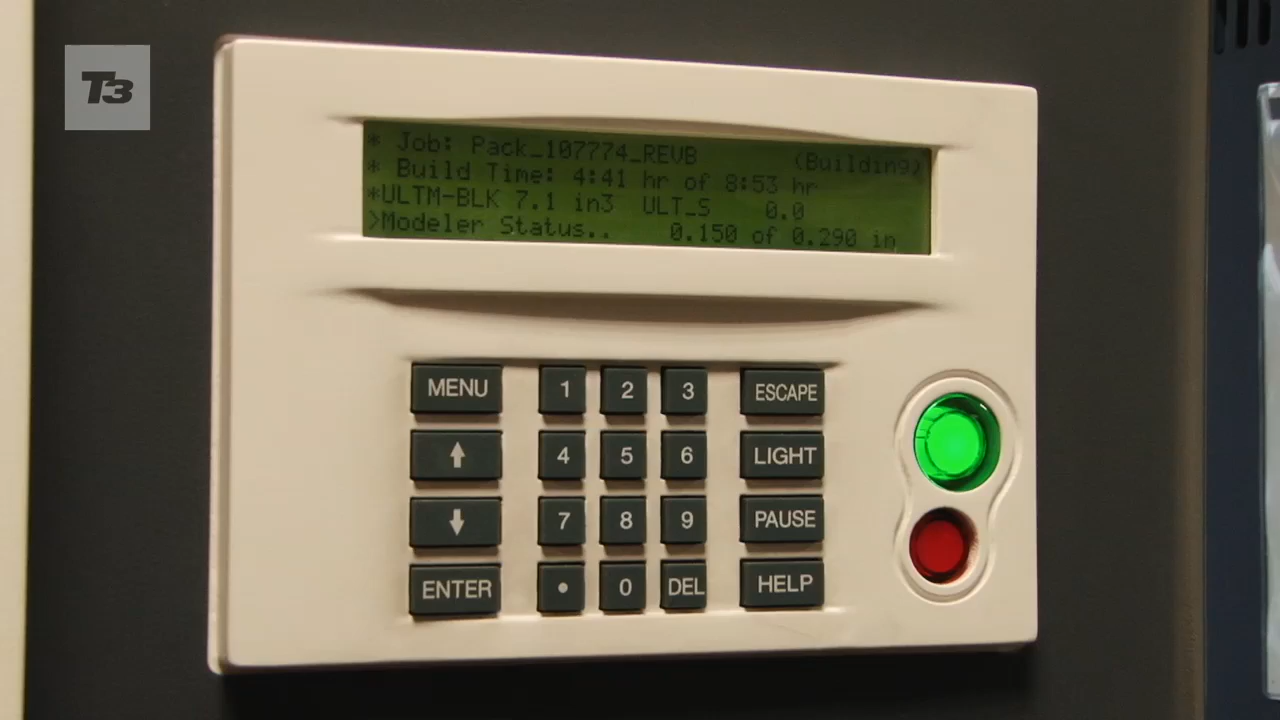 T3
* Job: Pack_107774_REVB (Building)
* Build Time: 4:41 hr of 8:53 hr
*ULTM-BLK 7.1 in3 ULT_S 0.0
>Modeler Status.. 0.150 of 0.290 in
MENU 1 2 3 ESCAPE
4 5 6 LIGHT
7 8 9 PAUSE
ENTER • 0 DEL HELP